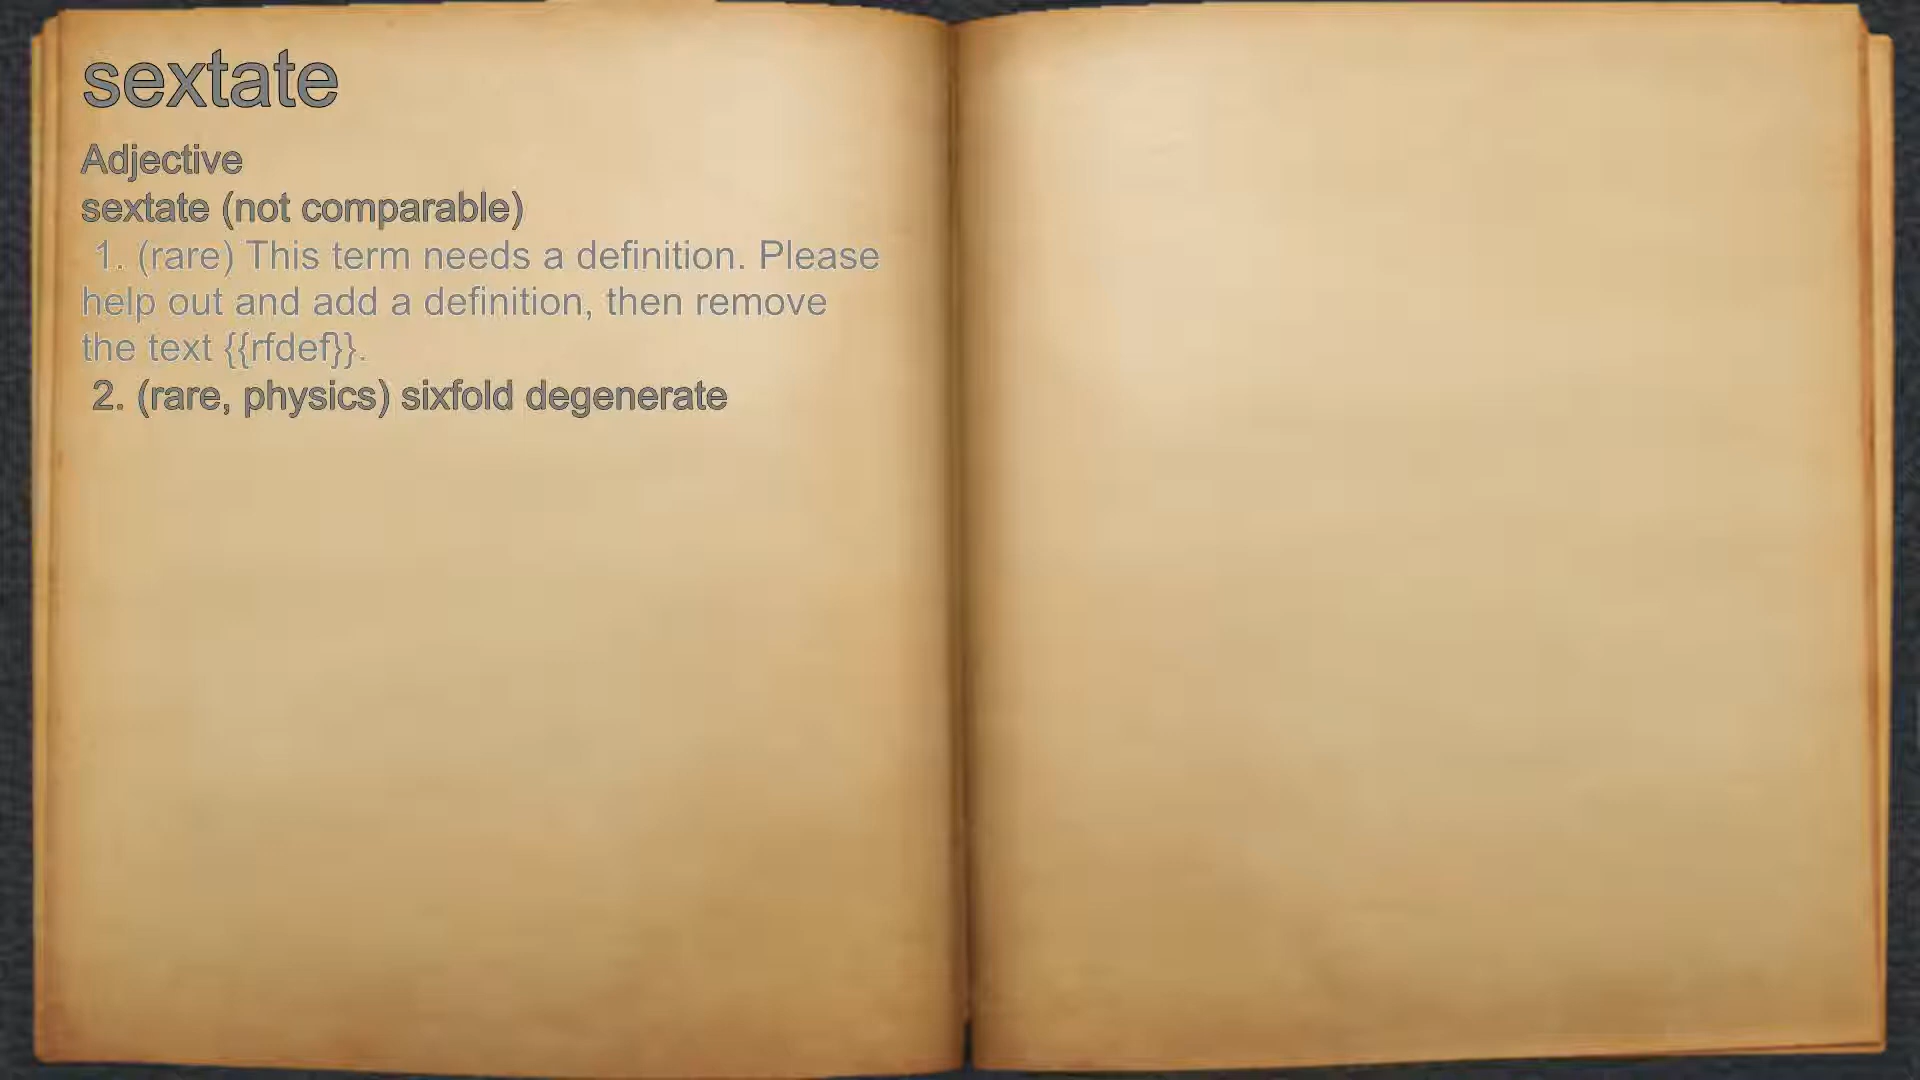 sextate
Adjective
sextate (not comparable)
1. (rare) This term needs a definition. Please
help out and add a definition, then remove
the text {{rfdef}}.
2. (rare, physics) sixfold degenerate